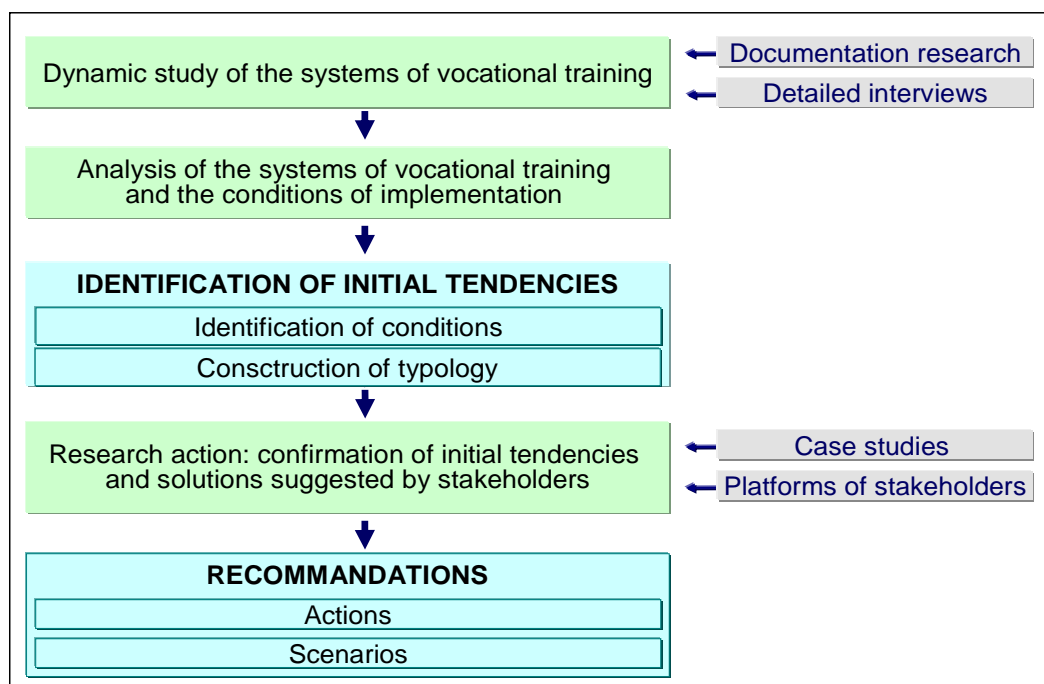 Dynamic study of the systems of vocational training
Documentation research
Detailed interviews
Analysis of the systems of vocational training
and the conditions of implementation
IDENTIFICATION OF INITIAL TENDENCIES
Identification of conditions
Consctruction of typology
Research action: confirmation of initial tendencies
and solutions suggested by stakeholders
Case studies
Platforms of stakeholders
RECOMMANDATIONS
Actions
Scenarios